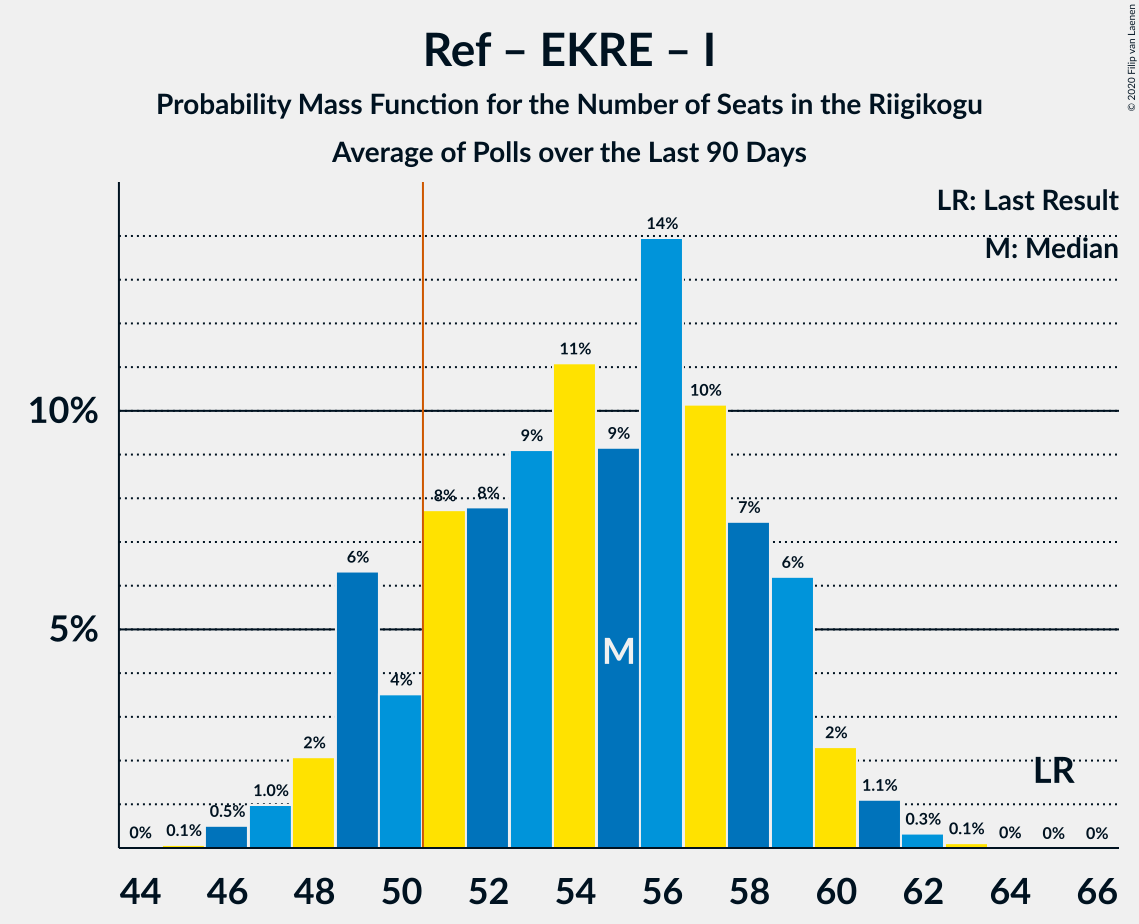 Ref – EKRE – I
Probability Mass Function for the Number of Seats in the Riigikogu
Average of Polls over the Last 90 Days
© 2020 Filip van Laenen
LR: Last Result
M: Median
10%
5%
0%
0.1%
0.5%
1.0%
2%
6%
4%
8%
8%
9%
11%
9%
14%
10%
7%
6%
2%
1.1%
0.3%
0.1%
0%
0%
0%
M
LR
44 46 48 50 52 54 56 58 60 62 64 66